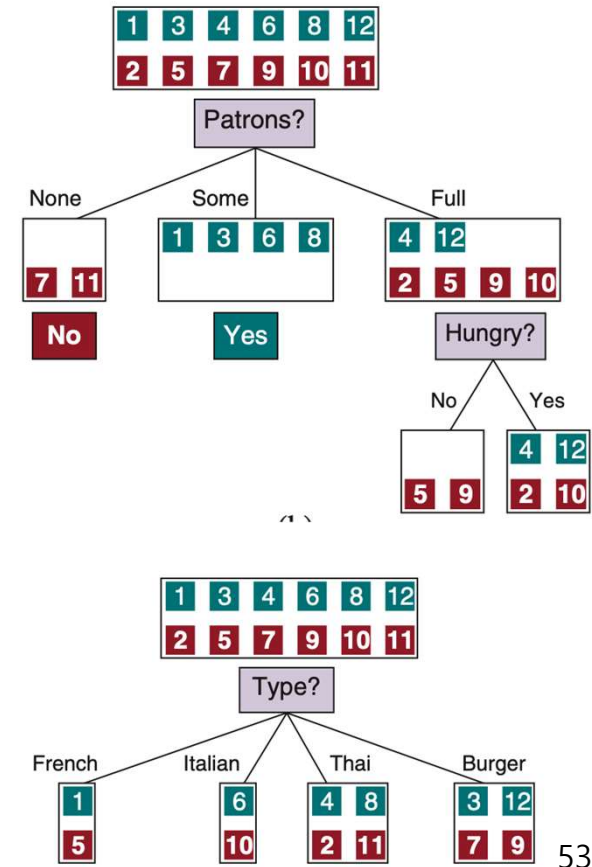 1 3 4 6 8 12
2 5 7 9 10 11
Patrons?
None Some Full
1 3 6 8 4 12
7 11 2 5 9 10
No Yes Hungry?
No Yes
4 12
5 9 2 10
1 3 4 6 8 12
2 5 7 9 10 11
Type?
French Italian Thai Burger
1 6 4 8 3 12
5 10 2 11 7 9
53